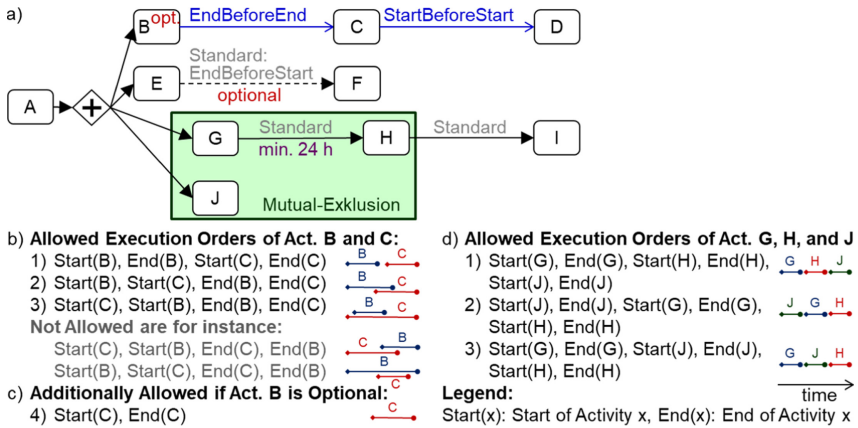 a)
B opt.
EndBeforeEnd
C
StartBeforeStart
D
Standard:
EndBeforeStart
E
optional
F
A
G
Standard
min. 24 h
H
Standard
I
J
Mutual-Exklusion
b) Allowed Execution Orders of Act. B and C:
1) Start(B), End(B), Start(C), End(C)
B C
2) Start(B), Start(C), End(B), End(C)
B C
3) Start(C), Start(B), End(B), End(C)
B C
Not Allowed are for instance:
Start(C), Start(B), End(C), End(B)
C B
Start(B), Start(C), End(C), End(B)
B
C
c) Additionally Allowed if Act. B is Optional:
4) Start(C), End(C)
C
d) Allowed Execution Orders of Act. G, H, and J
1) Start(G), End(G), Start(H), End(H),
Start(J), End(J)
G H J
2) Start(J), End(J), Start(G), End(G),
Start(H), End(H)
J G H
3) Start(G), End(G), Start(J), End(J),
Start(H), End(H)
G J H
Legend:
time
Start(x): Start of Activity x, End(x): End of Activity x